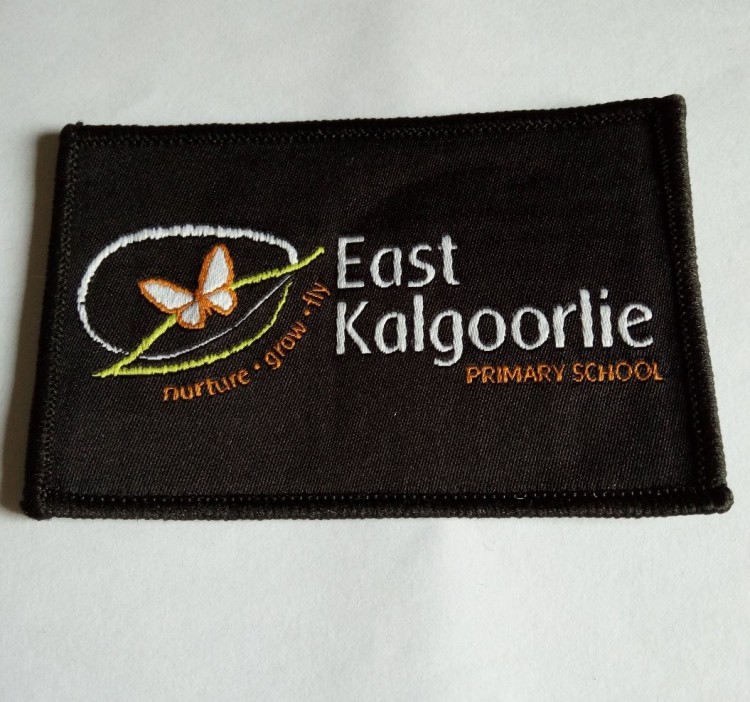 East
Kalgoorlie
PRIMARY SCHOOL
nurture • grow • fly